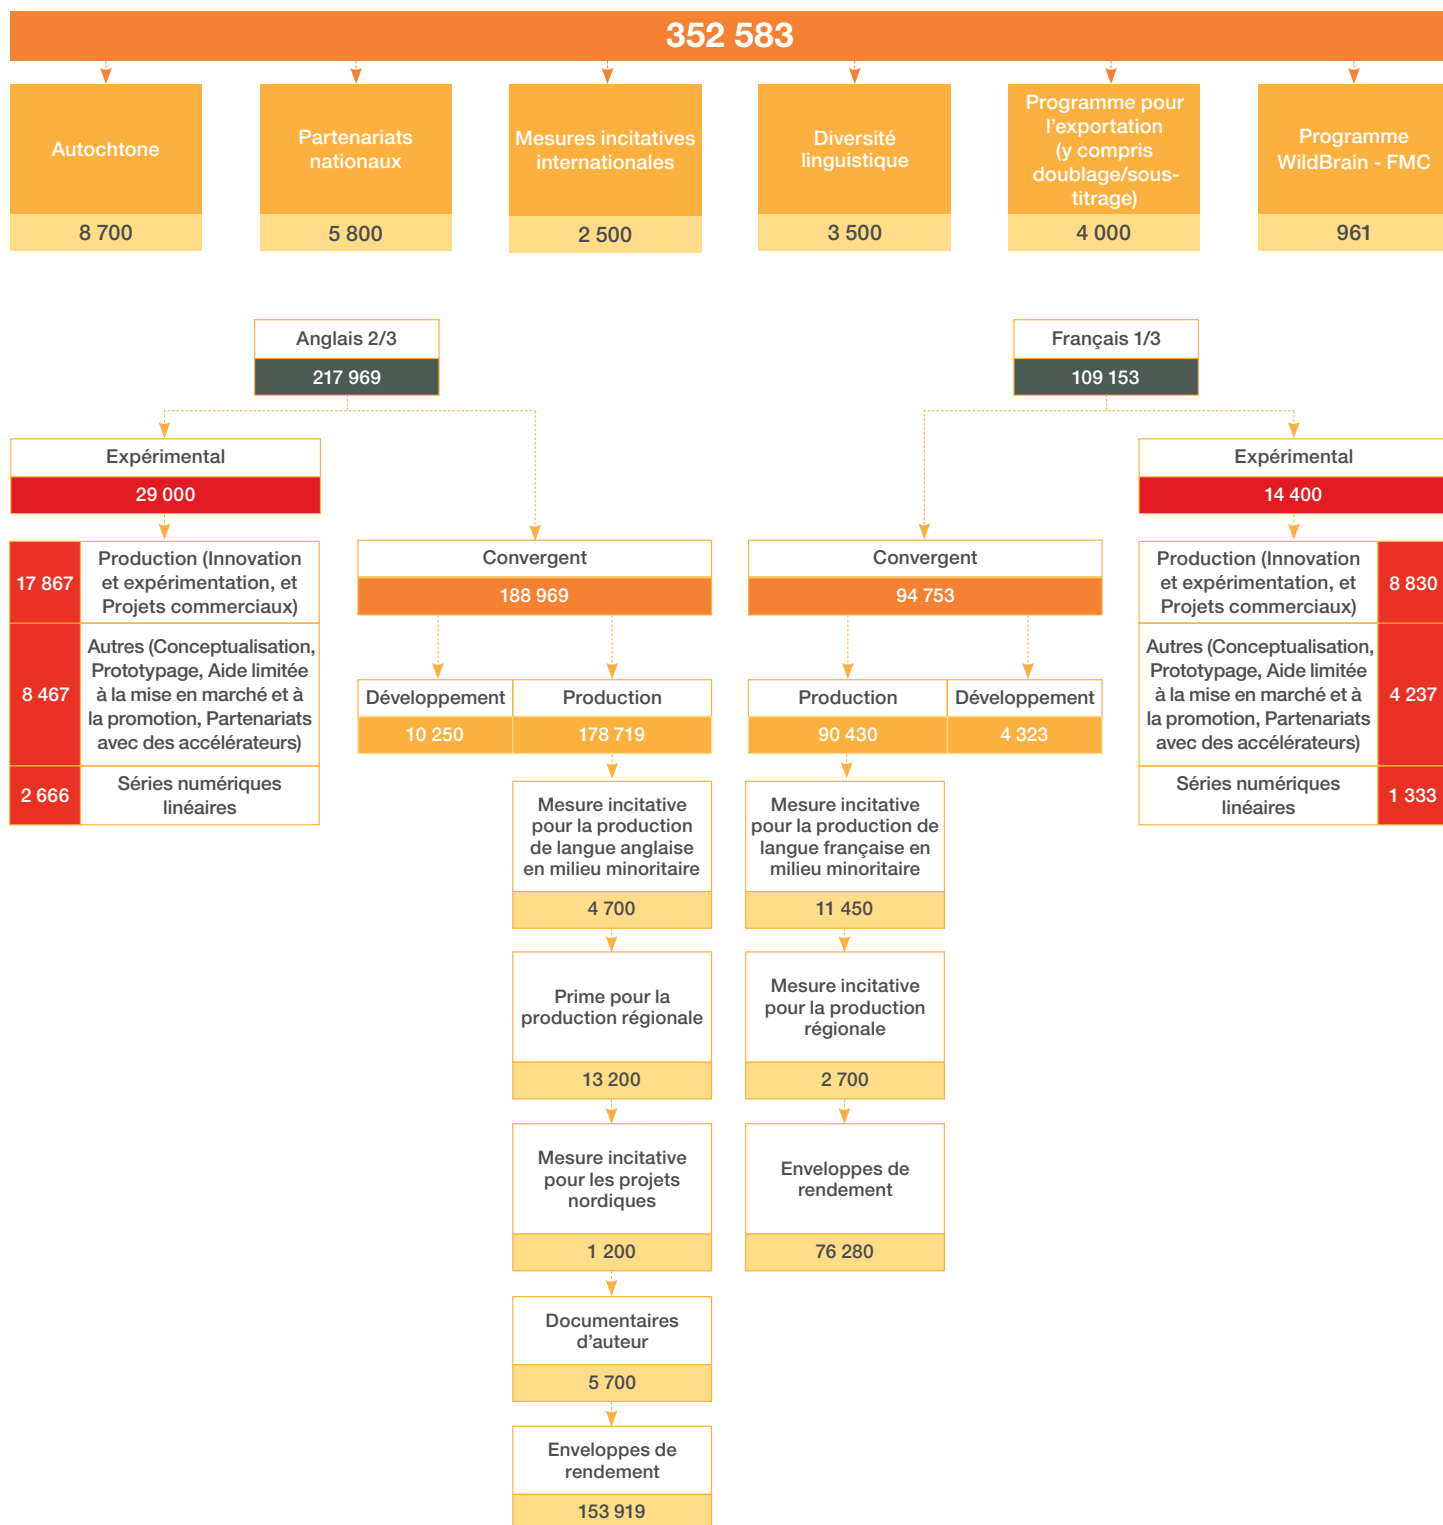 352 583
Autochtone
8 700
Partenariats
nationaux
5 800
Mesures incitatives
internationales
2 500
Diversité
linguistique
3 500
Programme pour
l'exportation
(y compris
doublage/sous-
titrage)
4 000
Programme
WildBrain - FMC
961
Anglais 2/3
217 969
Français 1/3
109 153
Expérimental
29 000
17 867
Production (Innovation
et expérimentation, et
Projets commerciaux)
8 467
Autres (Conceptualisation,
Prototypage, Aide limitée
à la mise en marché et à
la promotion, Partenariats
avec des accélérateurs)
2 666
Séries numériques
linéaires
Convergent
188 969
Développement
10 250
Production
178 719
Mesure incitative
pour la production
de langue anglaise
en milieu minoritaire
4 700
Prime pour la
production régionale
13 200
Mesure incitative
pour les projets
nordiques
1 200
Documentaires
d'auteur
5 700
Enveloppes de
rendement
153 919
Convergent
94 753
Production
90 430
Développement
4 323
Mesure incitative
pour la production de
langue française en
milieu minoritaire
11 450
Mesure incitative
pour la production
régionale
2 700
Enveloppes de
rendement
76 280
Expérimental
14 400
Production (Innovation
et expérimentation, et
Projets commerciaux)
8 830
Autres (Conceptualisation,
Prototypage, Aide limitée
à la mise en marché et à
la promotion, Partenariats
avec des accélérateurs)
4 237
Séries numériques
linéaires
1 333